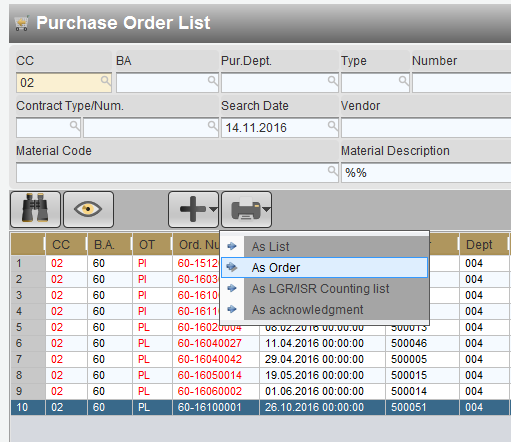 Purchase Order List
CC BA Pur.Dept. Type Number
02
Contract Type/Num. Search Date Vendor
14.11.2016
Material Code Material Description
%%
As List
As Order
As LGR/ISR Counting list
As acknowledgment
CC B.A. OT Ord. Dept
1 02 60 PI 60-1512 004
2 02 60 PI 60-1603 004
3 02 60 PI 60-1610 004
4 02 60 PI 60-1611 004
5 02 60 PL 60-16020004 08.02.2016 00:00:00 500013 004
6 02 60 PL 60-16040027 11.04.2016 00:00:00 500046 004
7 02 60 PL 60-16040042 29.04.2016 00:00:00 500005 004
8 02 60 PL 60-16050014 19.05.2016 00:00:00 500015 004
9 02 60 PL 60-16060002 01.06.2016 00:00:00 500014 004
10 02 60 PL 60-16100001 26.10.2016 00:00:00 500051 004